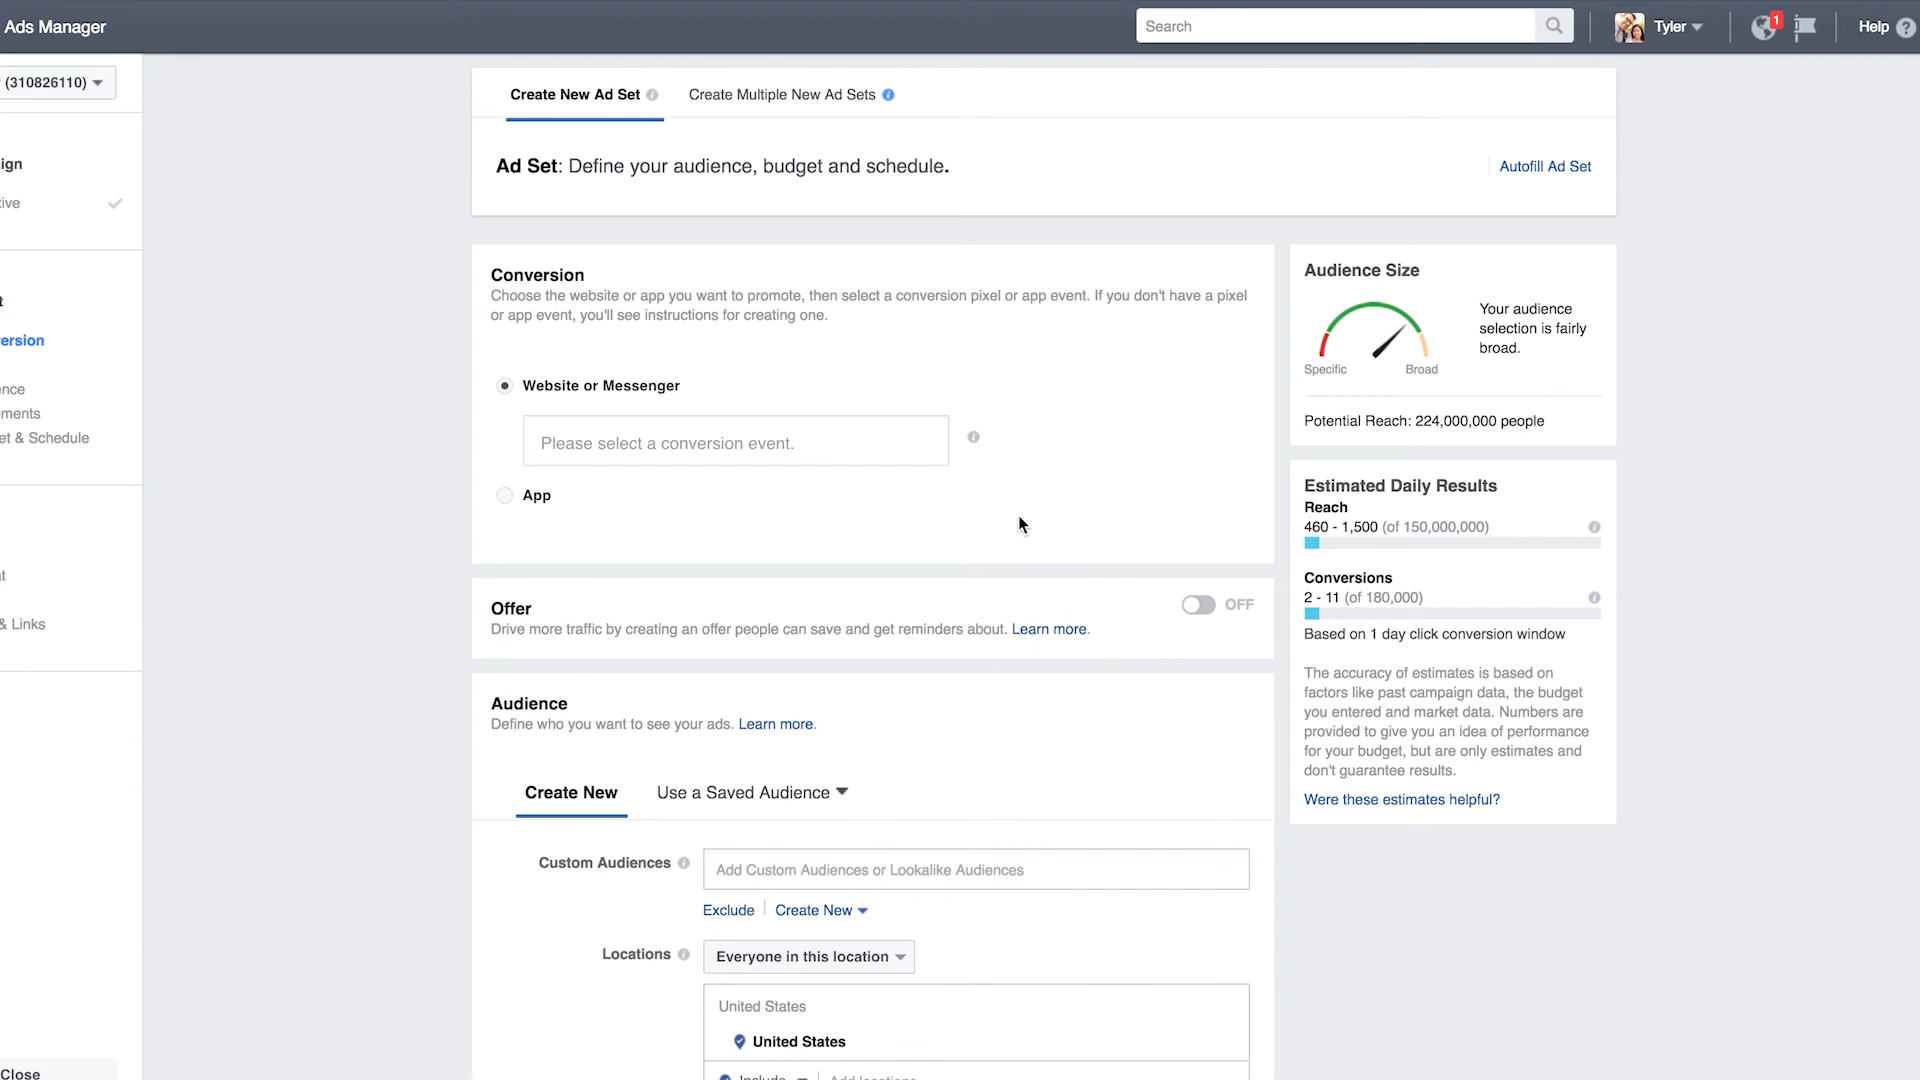 Ads Manager
Search
Tyler
1
Help
(310826110)
ign
tive
t
ersion
ence
ments
et & Schedule
t
& Links
Close
Create New Ad Set
Create Multiple New Ad Sets
Ad Set: Define your audience, budget and schedule.
Autofill Ad Set
Conversion
Choose the website or app you want to promote, then select a conversion pixel or app event. If you don't have a pixel
or app event, you'll see instructions for creating one.
Website or Messenger
Please select a conversion event.
App
Offer
OFF
Drive more traffic by creating an offer people can save and get reminders about. Learn more.
Audience
Define who you want to see your ads. Learn more.
Create New
Use a Saved Audience
Custom Audiences
Add Custom Audiences or Lookalike Audiences
Exclude
Create New
Locations
Everyone in this location
United States
United States
Include
Add locations
Audience Size
Specific
Broad
Your audience
selection is fairly
broad.
Potential Reach: 224,000,000 people
Estimated Daily Results
Reach
460 - 1,500 (of 150,000,000)
Conversions
2 - 11 (of 180,000)
Based on 1 day click conversion window
The accuracy of estimates is based on
factors like past campaign data, the budget
you entered and market data. Numbers are
provided to give you an idea of performance
for your budget, but are only estimates and
don't guarantee results.
Were these estimates helpful?